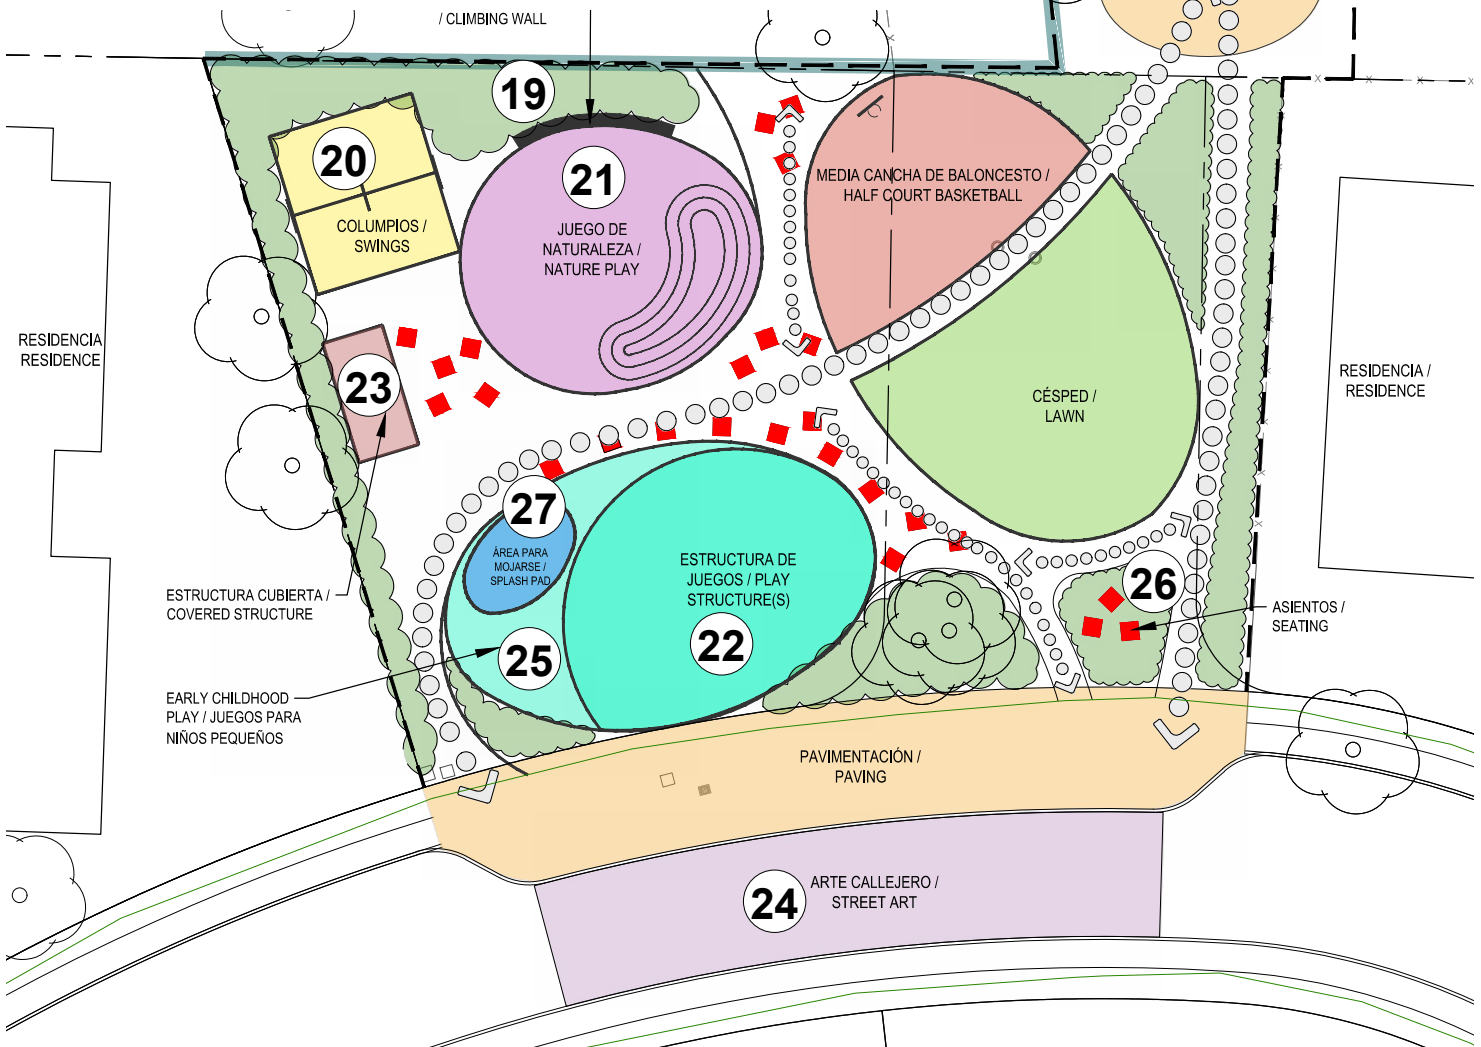 / CLIMBING WALL
19
20
COLUMPIOS /
SWINGS
21
JUEGO DE
NATURALEZA /
NATURE PLAY
MEDIA CANCHA DE BALONCESTO /
HALF COURT BASKETBALL
RESIDENCIA
RESIDENCE
23
CÉSPED /
LAWN
RESIDENCIA /
RESIDENCE
27
ÁREA PARA
MOJARSE /
SPLASH PAD
ESTRUCTURA DE
JUEGOS / PLAY
STRUCTURE(S)
22
26
ESTRUCTURA CUBIERTA /
COVERED STRUCTURE
ASIENTOS /
SEATING
25
EARLY CHILDHOOD
PLAY / JUEGOS PARA
NIÑOS PEQUEÑOS
PAVIMENTACIÓN /
PAVING
24
ARTE CALLEJERO /
STREET ART